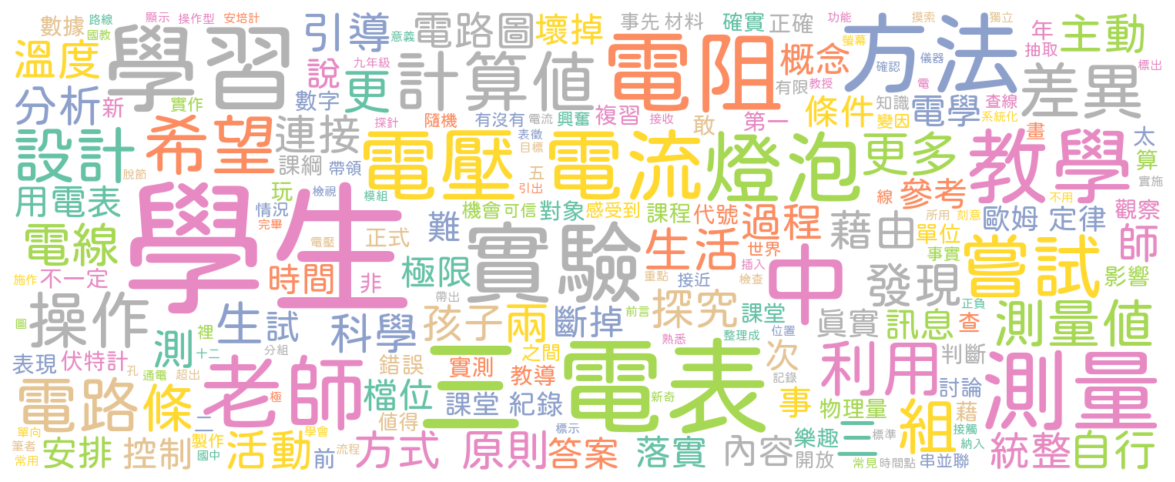 數據 路線 國教 顯示 操作型 安培計 引導 意義 電路圖 壞掉 事先 材料 確實 正確 功能 摸索 獨立 年 抽取 主動 標出
溫度 學習 說 九年級 計算值 電阻 概念 方法 螢幕 確認 儀器 電 教授 差異
分析 新 實作 數字 更 有限 條件 知識 變因 電學 查線 系統化
設計 希望 連接 課綱 帶領 探針 有沒有 電流 興奮 複習 隨機 接收 敢 第一 表徵 目標 畫 太 算 實施
電壓 電流 燈泡 更多 教學
用電表 脫節 玩 檢視 模組 五 引出 線 參考 不用
學生 情況 完畢 機會 可信 對象 感受到 課程 代號 過程 藉由 單位 所用 刻意 歐姆 定律 觀察 師
電線 難 實驗 生活 世界 事實 嘗試 影響
不一定 施作 時間 電壓 正式 非 極限 重點 接近 插入 檢查 中 發現 正負
操作 圖 生 試 科學 帶出 孩子 前言 兩 斷掉 探究 課堂 真實 訊息 查 測量值
表現 伏特計 裡 十二 測 分組 錯誤 實測 之間 熟悉 整理成 位置 次 判斷
電路 孔 通電 超出 條 老師 三 電表 記錄 利用 討論 測量
極 檔位 教導 新奇 值得 課堂 紀錄 標示 事 物理量 藉 組 接觸 納入
單向 筆者 常用 二 製作 國中 學會 前 流程 樂趣 三 標準
安排 控制 活動 方式 原則 答案 落實 內容 開放 常見 時間點 串並聯 統整 自行